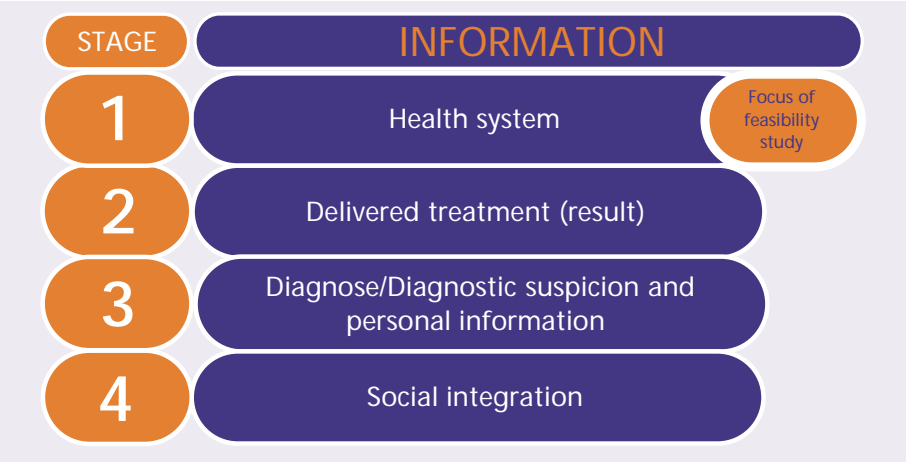 STAGE
INFORMATION
1
Health system
Focus of
feasibility
study
2
Delivered treatment (result)
3
Diagnose/Diagnostic suspicion and
personal information
4
Social integration